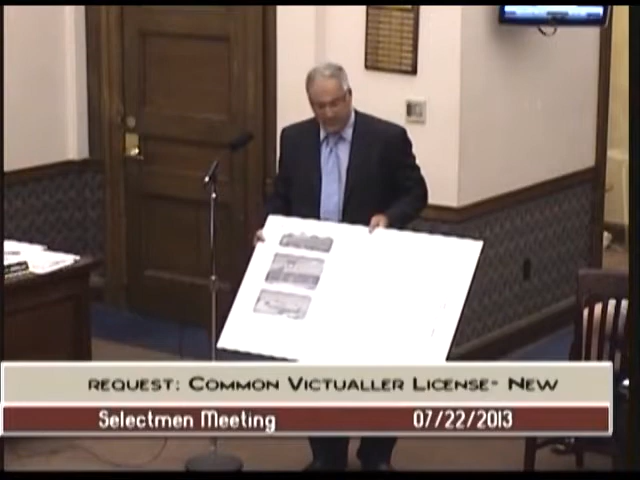 REQUEST: COMMON VICTUALLER LICENSE- NEW
Selectmen Meeting 07/22/2013